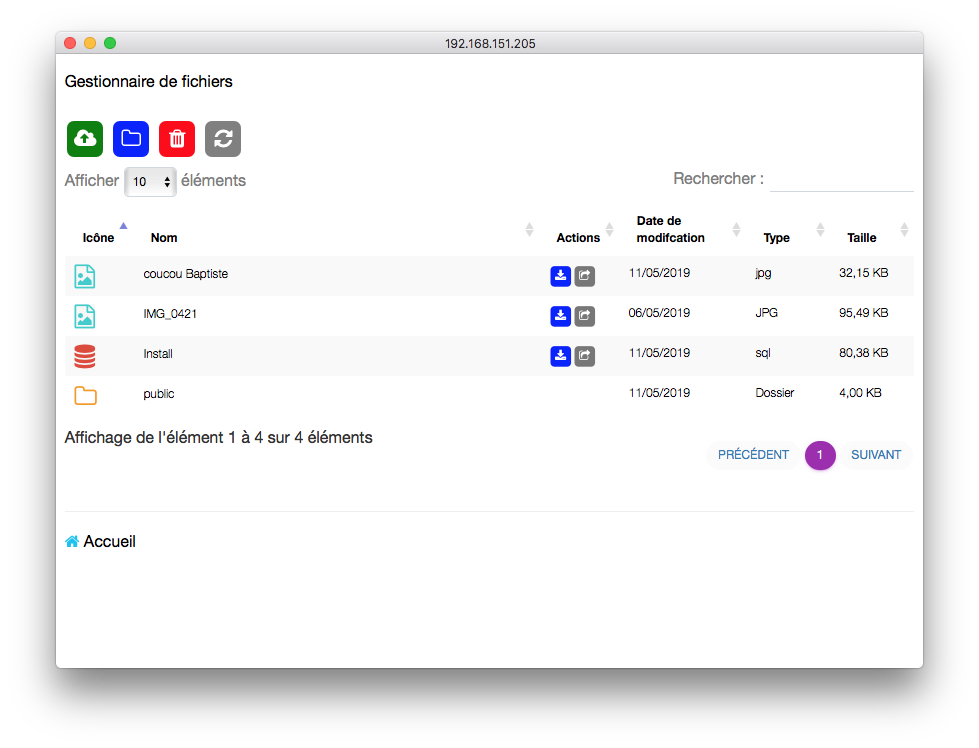 192.168.151.205
Gestionnaire de fichiers
Afficher 10 éléments
Rechercher :
Icône Nom Actions Date de modifcation Type Taille
coucou Baptiste 11/05/2019 jpg 32,15 KB
IMG_0421 06/05/2019 JPG 95,49 KB
Install 11/05/2019 sql 80,38 KB
public 11/05/2019 Dossier 4,00 KB
Affichage de l'élément 1 à 4 sur 4 éléments
PRÉCÉDENT 1 SUIVANT
Accueil